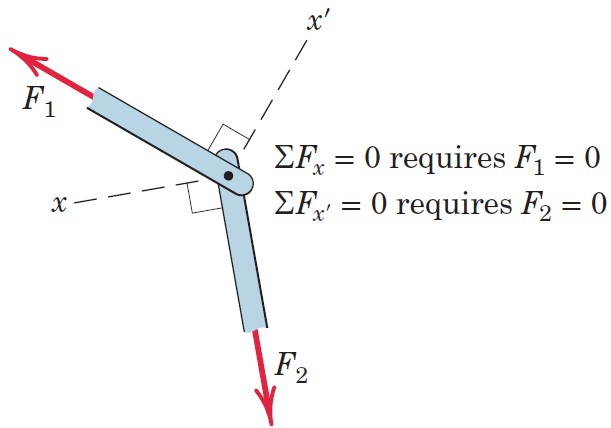 x′
F₁
ΣFₓ = 0 requires F₁ = 0
x
ΣFₓ′ = 0 requires F₂ = 0
F₂